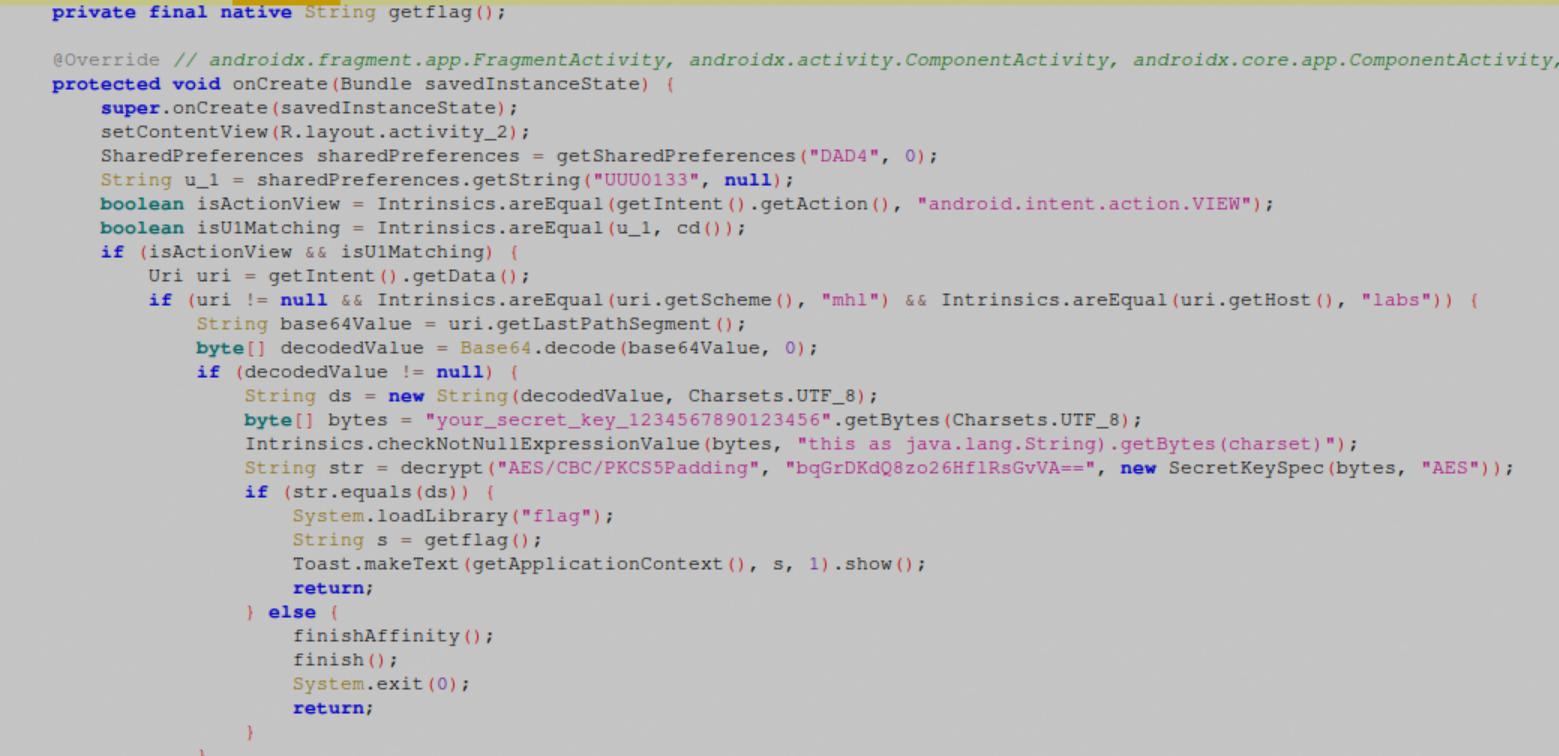 private final native String getflag();
@Override // androidx.fragment.app.FragmentActivity, androidx.activity.ComponentActivity, androidx.core.app.ComponentActivity,
protected void onCreate(Bundle savedInstanceState) {
super.onCreate(savedInstanceState);
setContentView(R.layout.activity_2);
SharedPreferences sharedPreferences = getSharedPreferences("DAD4", 0);
String u_1 = sharedPreferences.getString("UUU0133", null);
boolean isActionView = Intrinsics.areEqual(getIntent().getAction(), "android.intent.action.VIEW");
boolean isU1Matching = Intrinsics.areEqual(u_1, cd());
if (isActionView && isU1Matching) {
Uri uri = getIntent().getData();
if (uri != null && Intrinsics.areEqual(uri.getScheme(), "mhl") && Intrinsics.areEqual(uri.getHost(), "labs")) {
String base64Value = uri.getLastPathSegment();
byte[] decodedValue = Base64.decode(base64Value, 0);
if (decodedValue != null) {
String ds = new String(decodedValue, Charsets.UTF_8);
byte[] bytes = "your_secret_key_1234567890123456".getBytes(Charsets.UTF_8);
Intrinsics.checkNotNullExpressionValue(bytes, "this as java.lang.String).getBytes(charset)");
String str = decrypt("AES/CBC/PKCS5Padding", "bqGrDKdQ8zo26HflRsGvVA==", new SecretKeySpec(bytes, "AES"));
if (str.equals(ds)) {
System.loadLibrary("flag");
String s = getflag();
Toast.makeText(getApplicationContext(), s, 1).show();
return;
} else {
finishAffinity();
finish();
System.exit(0);
return;
}
}